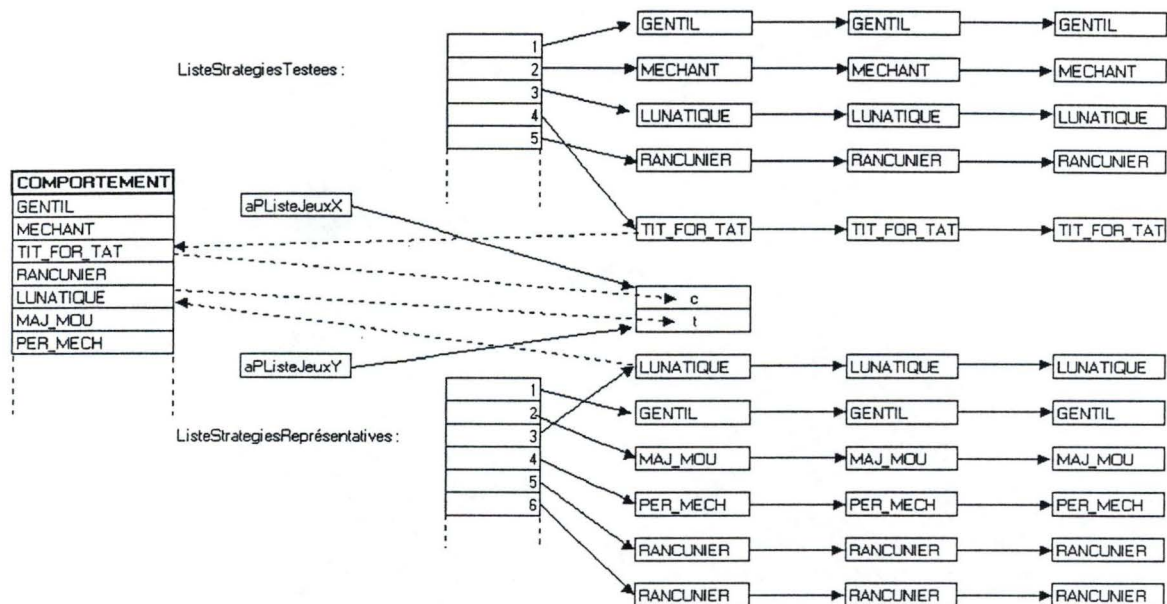 GENTIL GENTIL GENTIL
1
ListeStrategiesTestees : 2 MECHANT MECHANT MECHANT
3
LUNATIQUE LUNATIQUE LUNATIQUE
4
5
RANCUNIER RANCUNIER RANCUNIER
COMPORTEMENT
GENTIL
MECHANT
TIT_FOR_TAT
RANCUNIER
LUNATIQUE
MAJ_MOU
PER_MECH
aPListeJeuxX
TIT_FOR_TAT TIT_FOR_TAT TIT_FOR_TAT
c
t
aPListeJeuxY
LUNATIQUE LUNATIQUE LUNATIQUE
1
GENTIL GENTIL GENTIL
2
ListeStrategiesReprésentatives : 3
MAJ_MOU MAJ_MOU MAJ_MOU
4
5
PER_MECH PER_MECH PER_MECH
6
RANCUNIER RANCUNIER RANCUNIER
RANCUNIER RANCUNIER RANCUNIER